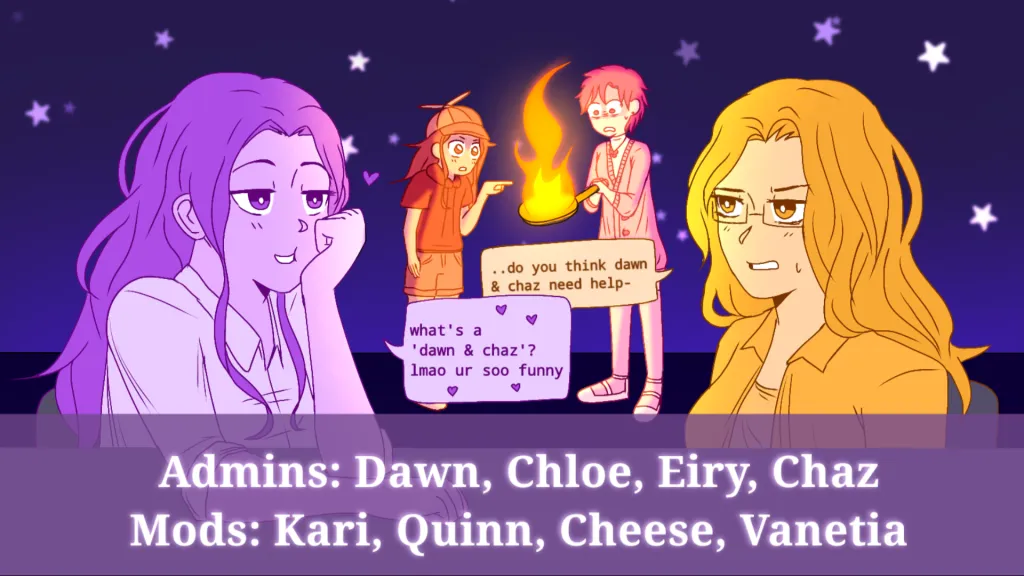 ..do you think dawn
& chaz need help-
what's a
'dawn & chaz'?
lmao ur soo funny
Admins: Dawn, Chloe, Eiry, Chaz
Mods: Kari, Quinn, Cheese, Vanetia